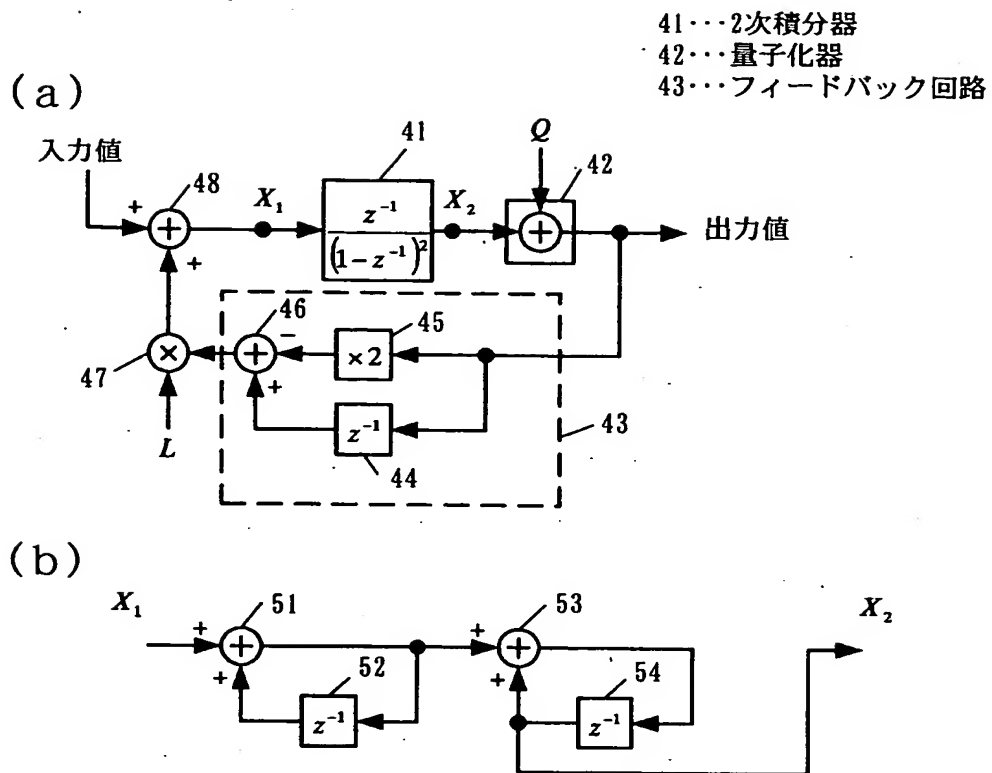 41···2次積分器
42···量子化器
43···フィードバック回路
(a)
入力値
+
48
+
X₁
41
z⁻¹
(1−z⁻¹)²
X₂
Q
42
+
出力値
+
46
−
45
×2
47
×
+
+
z⁻¹
43
L
44
(b)
X₁
+
51
+
+
52
z⁻¹
+
53
+
+
54
z⁻¹
X₂